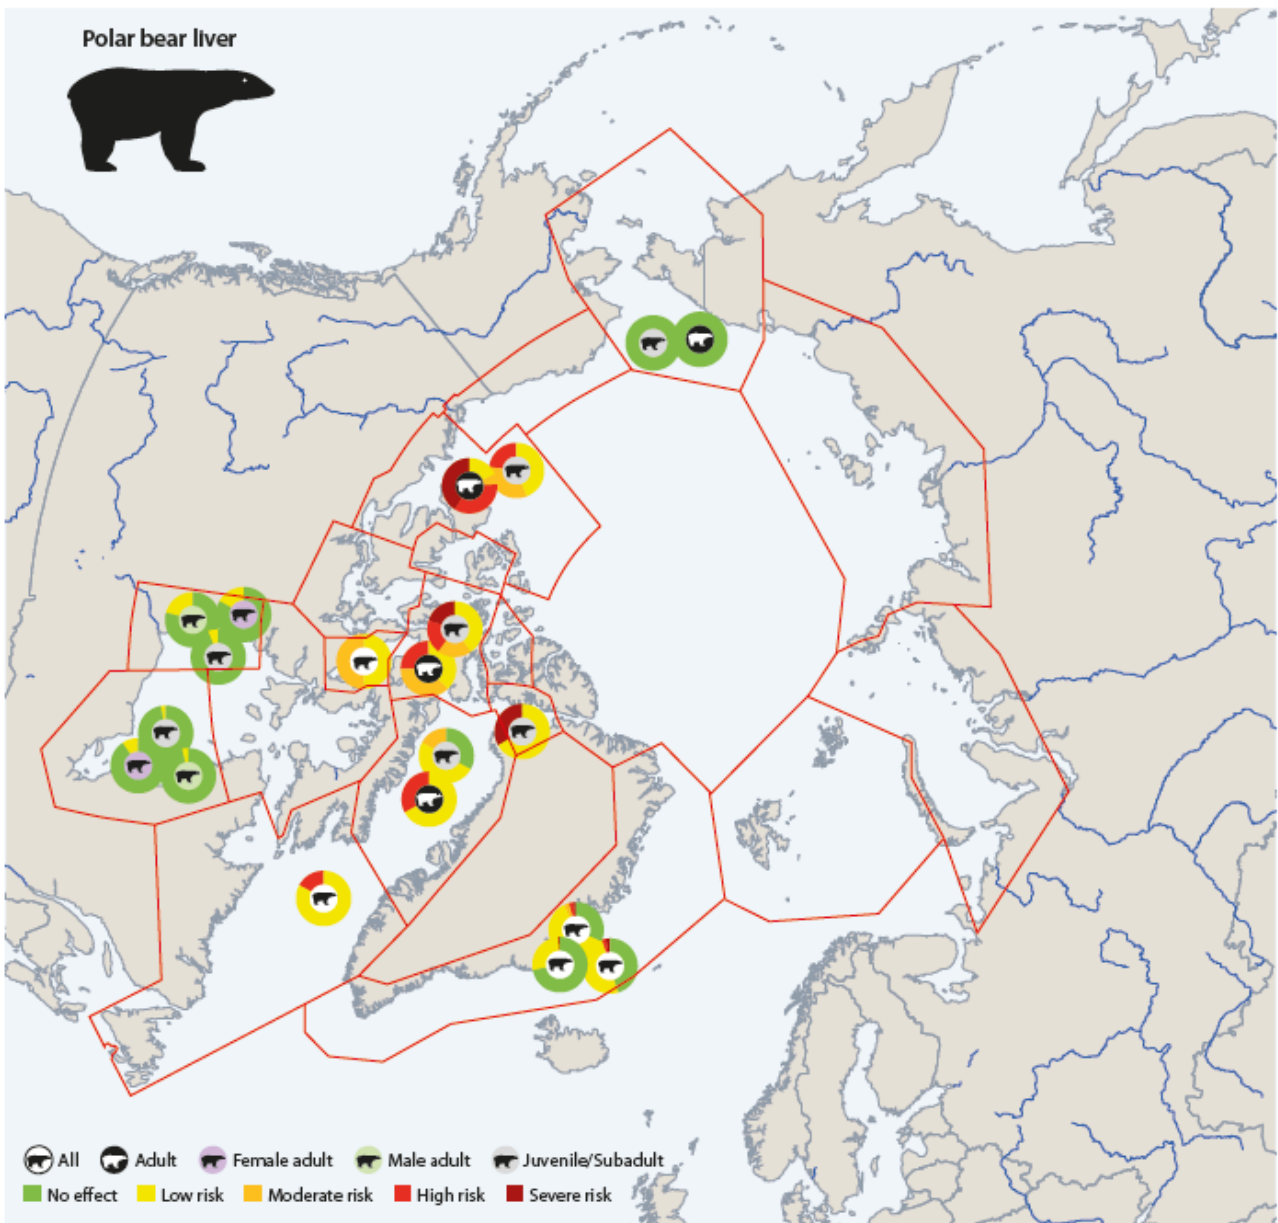 Polar bear liver
All Adult Female adult Male adult Juvenile/Subadult
No effect Low risk Moderate risk High risk Severe risk